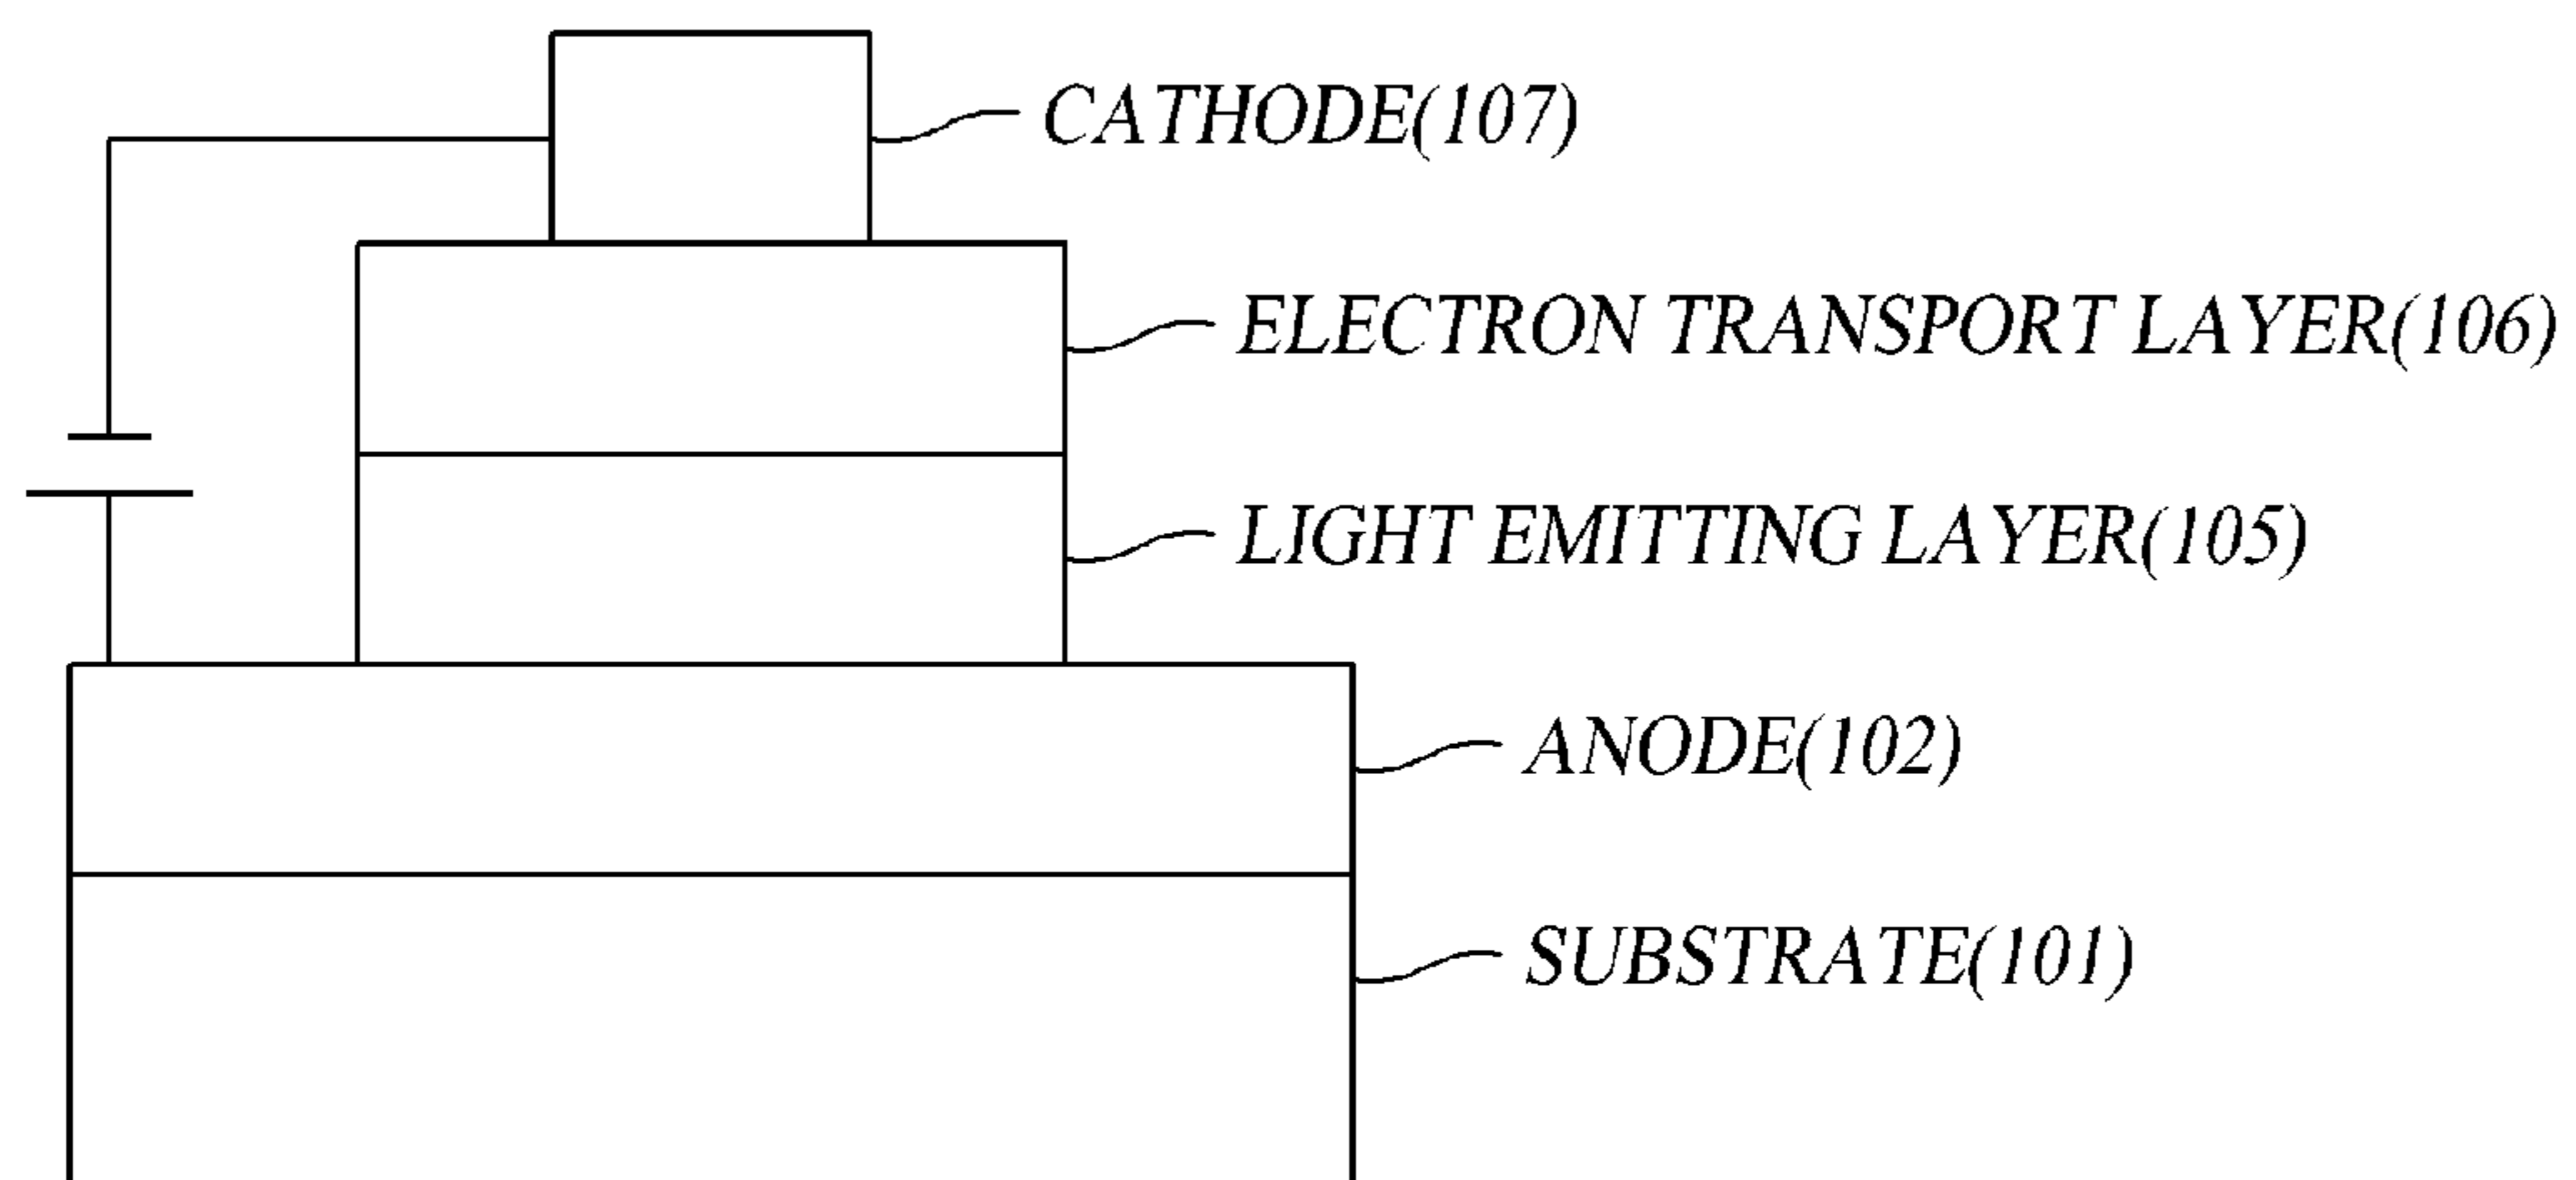 CATHODE(107)
ELECTRON TRANSPORT LAYER(106)
LIGHT EMITTING LAYER(105)
ANODE(102)
SUBSTRATE(101)